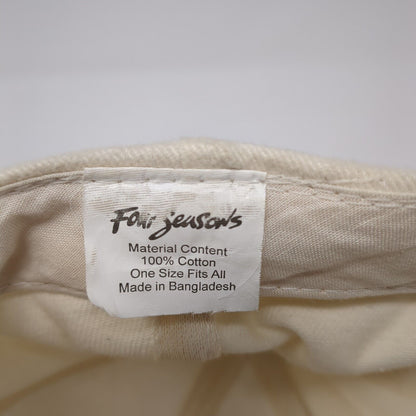 Four Seasons
Material Content
100% Cotton
One Size Fits All
Made in Bangladesh